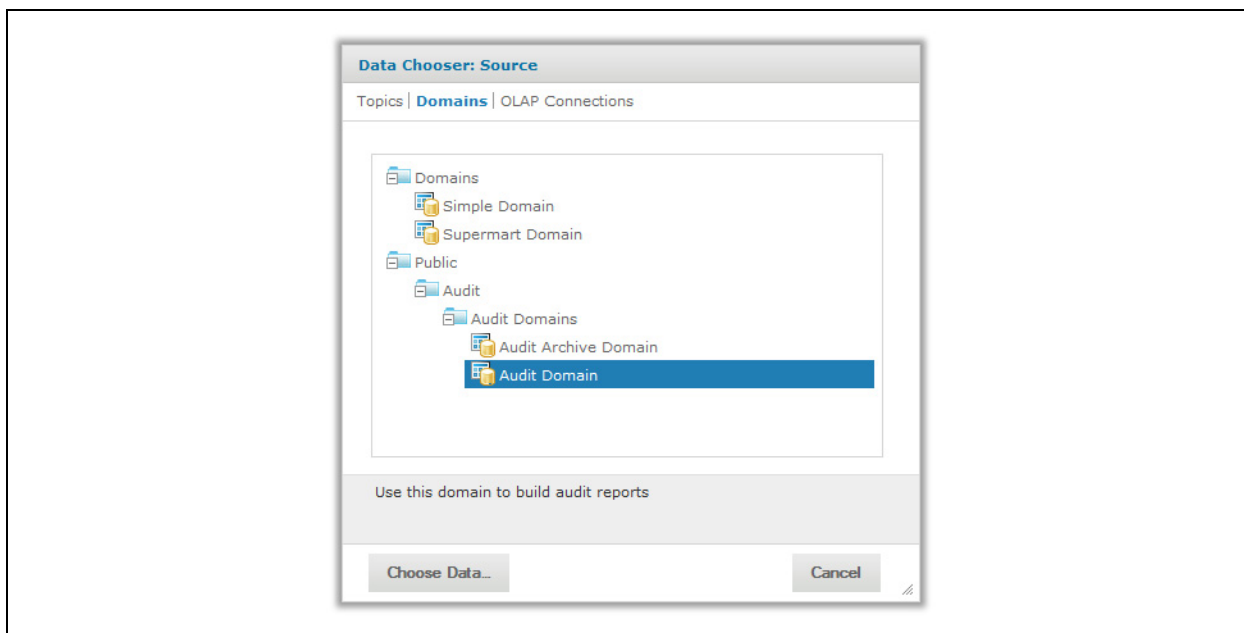 Data Chooser: Source
Topics | Domains | OLAP Connections
Domains
Simple Domain
Supermart Domain
Public
Audit
Audit Domains
Audit Archive Domain
Audit Domain
Use this domain to build audit reports
Choose Data...
Cancel